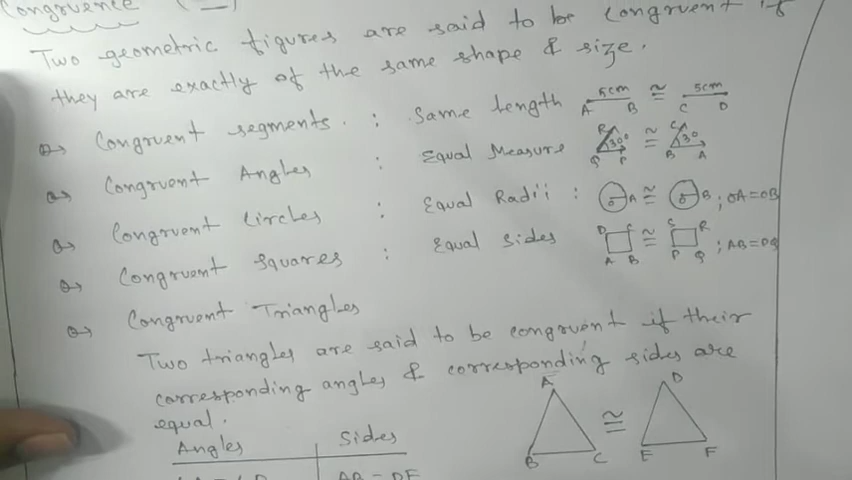 Congruence (≅)
Two geometric figures are said to be congruent if
they are exactly of the same shape & size.
Congruent segments : Same length A 5cm B ≅ C 5cm D
Congruent Angles : Equal Measure R 30° Q P ≅ C 30° B A
Congruent Circles : Equal Radii : O A ≅ O B ; OA = OB
Congruent squares : Equal sides D C A B ≅ S R P Q ; AB = PQ
Congruent Triangles
Two triangles are said to be congruent if their
corresponding angles & corresponding sides are
equal.
A B C ≅ D E F
Angles Sides
∠A = ∠D AB = DE